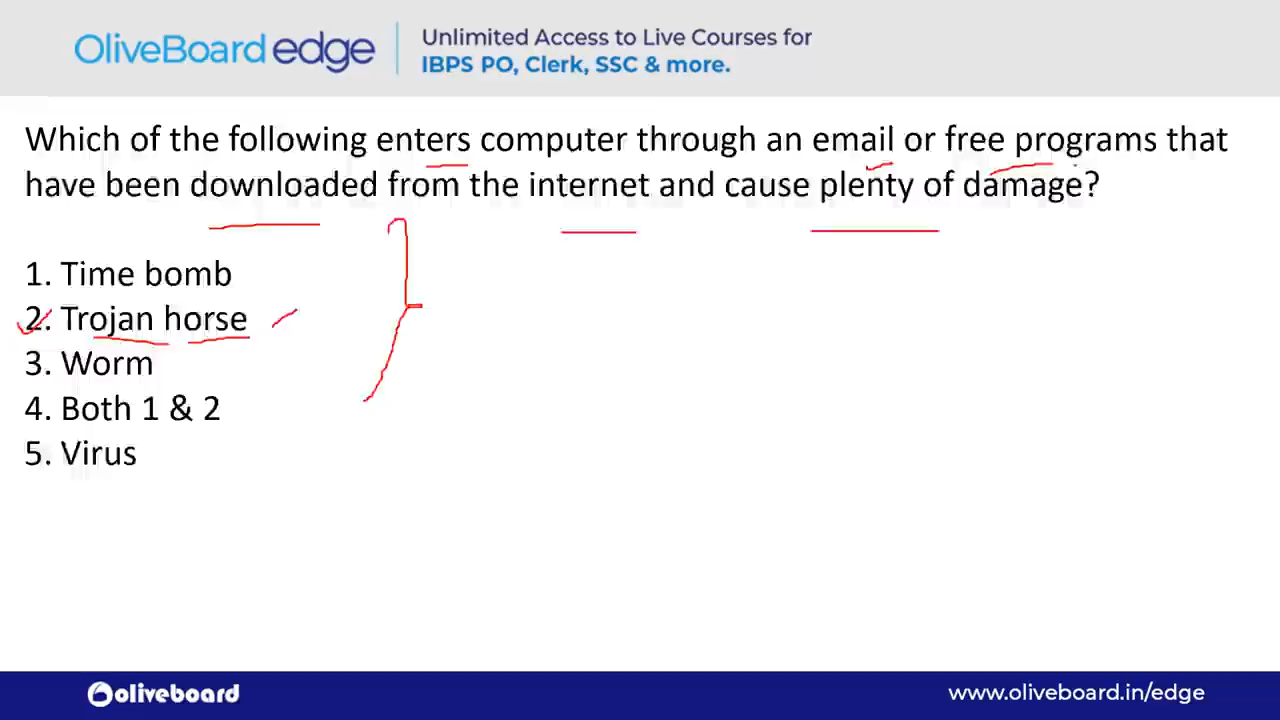 OliveBoard edge
Unlimited Access to Live Courses for
IBPS PO, Clerk, SSC & more.
Which of the following enters computer through an email or free programs that
have been downloaded from the internet and cause plenty of damage?
1. Time bomb
2. Trojan horse
3. Worm
4. Both 1 & 2
5. Virus
oliveboard
www.oliveboard.in/edge